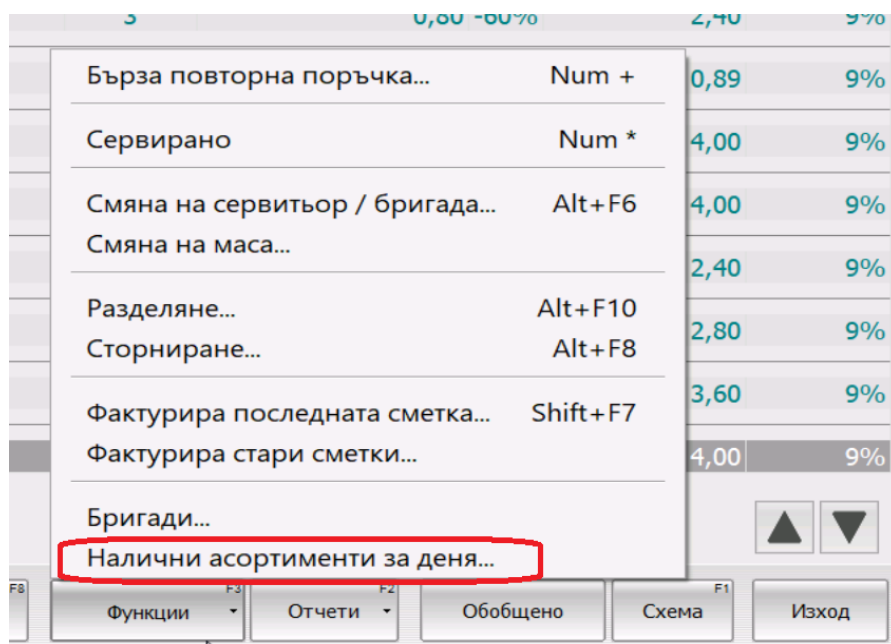 3 0,80 -60% 2,40 9%
Бърза повторна поръчка... Num + 0,89 9%
Сервирано Num * 4,00 9%
Смяна на сервитьор / бригада... Alt+F6 4,00 9%
Смяна на маса...
2,40 9%
Разделяне... Alt+F10
2,80 9%
Сторниране... Alt+F8
3,60 9%
Фактурира последната сметка... Shift+F7
Фактурира стари сметки... 4,00 9%
Бригади...
Налични асортименти за деня...
F8 F3 F2 F1
Функции Отчети Обобщено Схема Изход